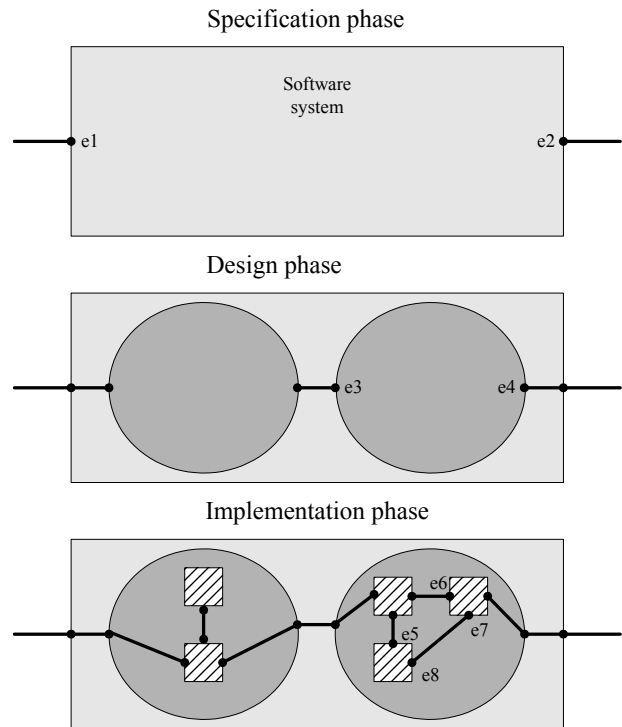 Specification phase
Software
system
e1
e2
Design phase
e3
e4
Implementation phase
e6
e5
e7
e8